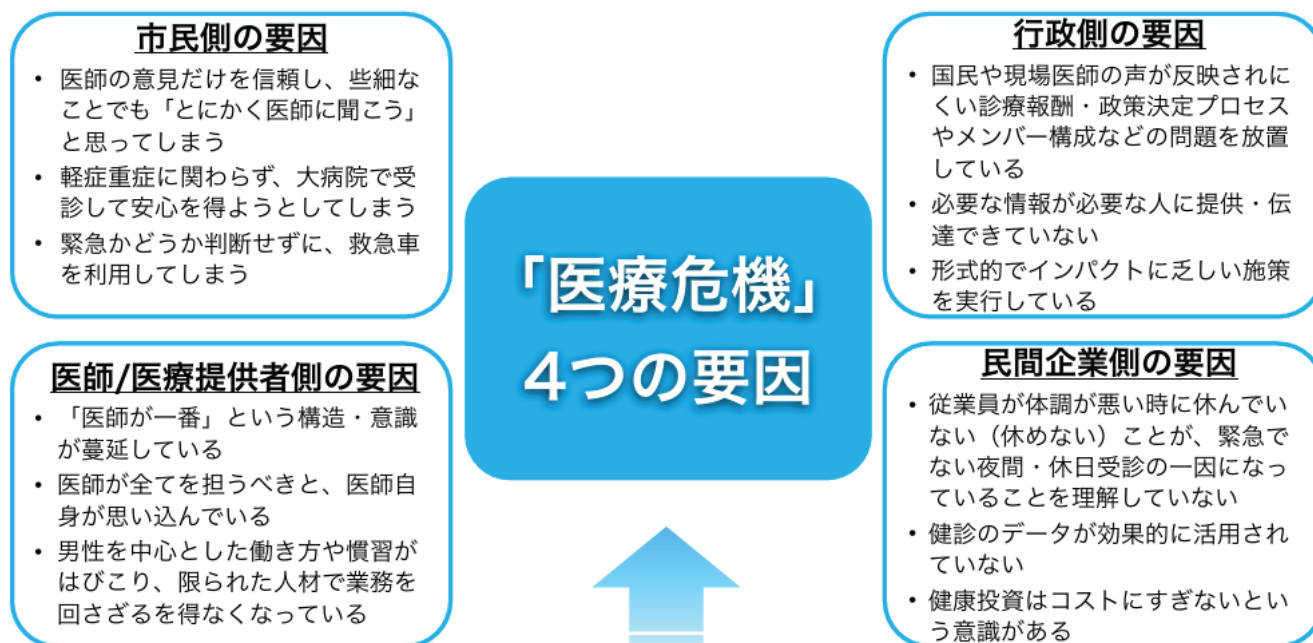 市民側の要因
• 医師の意見だけを信頼し、些細な
ことでも「とにかく医師に聞こう」
と思ってしまう
• 軽症重症に関わらず、大病院で受
診して安心を得ようとしてしまう
• 緊急かどうか判断せずに、救急車
を利用してしまう
行政側の要因
• 国民や現場医師の声が反映されに
くい診療報酬・政策決定プロセス
やメンバー構成などの問題を放置
している
• 必要な情報が必要な人に提供・伝
達できていない
• 形式的でインパクトに乏しい施策
を実行している
「医療危機」
4つの要因
医師/医療提供者側の要因
• 「医師が一番」という構造・意識
が蔓延している
• 医師が全てを担うべきと、医師自
身が思い込んでいる
• 男性を中心とした働き方や慣習が
はびこり、限られた人材で業務を
回さざるを得なくなっている
民間企業側の要因
• 従業員が体調が悪い時に休んでい
ない（休めない）ことが、緊急で
ない夜間・休日受診の一因になっ
ていることを理解していない
• 健診のデータが効果的に活用され
ていない
• 健康投資はコストにすぎないとい
う意識がある